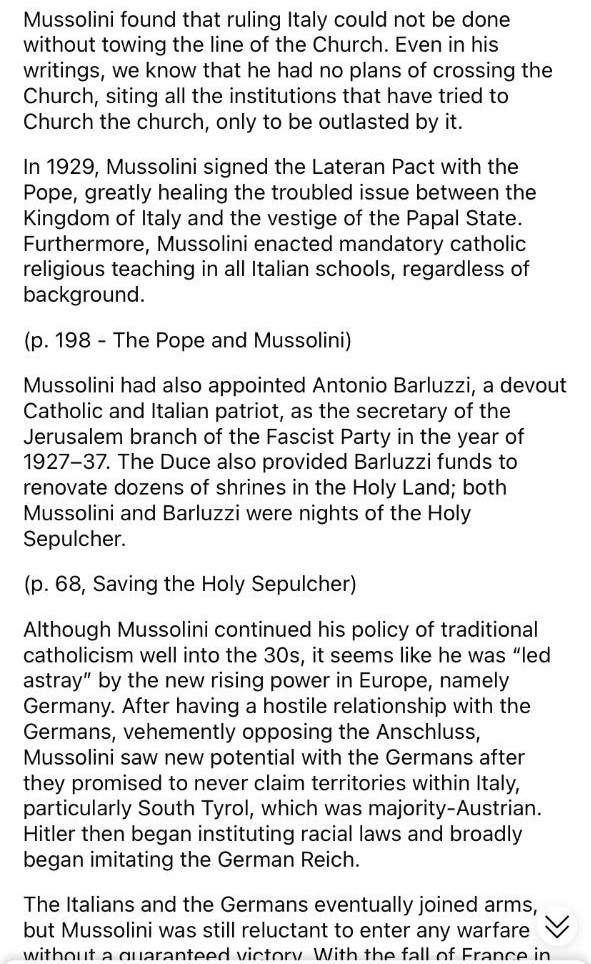 Mussolini found that ruling Italy could not be done
without towing the line of the Church. Even in his
writings, we know that he had no plans of crossing the
Church, siting all the institutions that have tried to
Church the church, only to be outlasted by it.
In 1929, Mussolini signed the Lateran Pact with the
Pope, greatly healing the troubled issue between the
Kingdom of Italy and the vestige of the Papal State.
Furthermore, Mussolini enacted mandatory catholic
religious teaching in all Italian schools, regardless of
background.
(p. 198 - The Pope and Mussolini)
Mussolini had also appointed Antonio Barluzzi, a devout
Catholic and Italian patriot, as the secretary of the
Jerusalem branch of the Fascist Party in the year of
1927–37. The Duce also provided Barluzzi funds to
renovate dozens of shrines in the Holy Land; both
Mussolini and Barluzzi were nights of the Holy
Sepulcher.
(p. 68, Saving the Holy Sepulcher)
Although Mussolini continued his policy of traditional
catholicism well into the 30s, it seems like he was “led
astray” by the new rising power in Europe, namely
Germany. After having a hostile relationship with the
Germans, vehemently opposing the Anschluss,
Mussolini saw new potential with the Germans after
they promised to never claim territories within Italy,
particularly South Tyrol, which was majority-Austrian.
Hitler then began instituting racial laws and broadly
began imitating the German Reich.
The Italians and the Germans eventually joined arms,
but Mussolini was still reluctant to enter any warfare
without a guaranteed victory. With the fall of France in